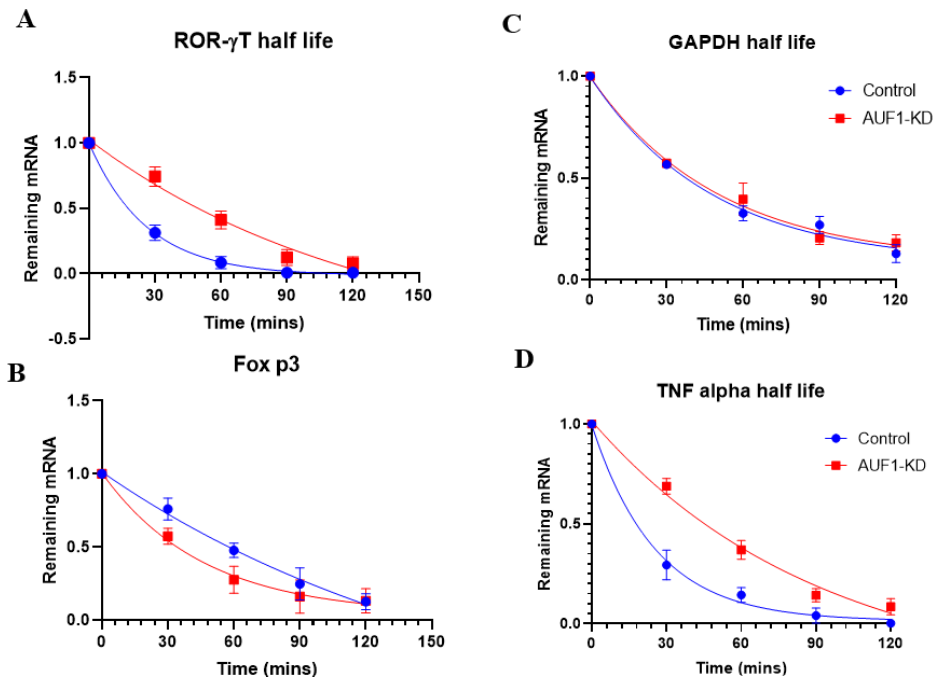 A
ROR-γT half life
Remaining mRNA
1.5
1.0
0.5
0.0
-0.5
30
60
90
120
150
Time (mins)
B
Fox p3
Remaining mRNA
1.5
1.0
0.5
0.0
0
30
60
90
120
150
Time (mins)
C
GAPDH half life
Remaining mRNA
1.0
0.5
0.0
0
30
60
90
120
Time (mins)
Control
AUF1-KD
D
TNF alpha half life
Remaining mRNA
1.0
0.5
0.0
0
30
60
90
120
Time (mins)
Control
AUF1-KD